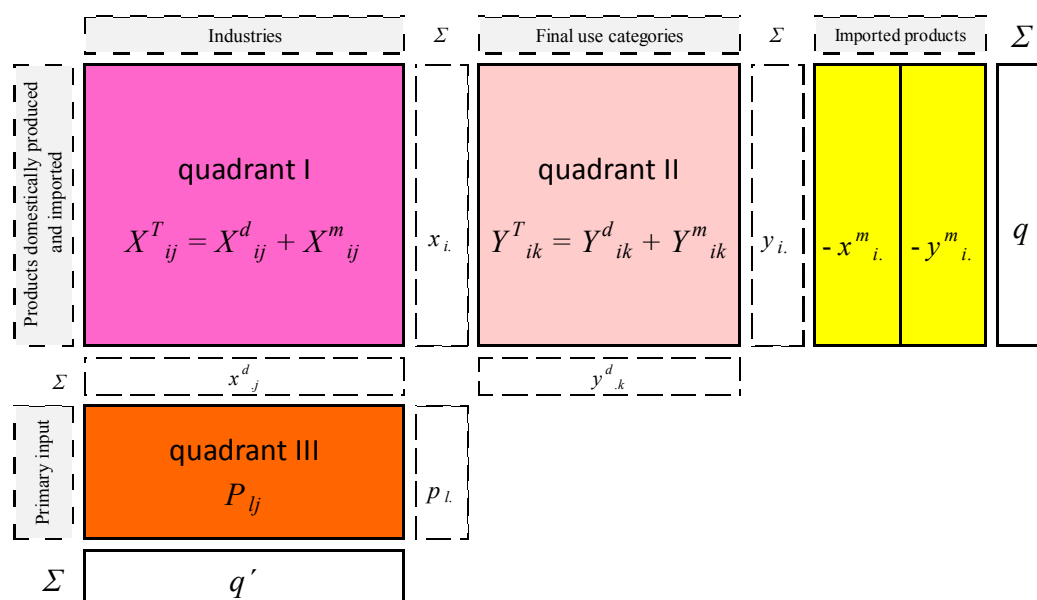 Industries Σ Final use categories Σ Imported products Σ
Products domestically produced
and imported
quadrant I
X^T_ij = X^d_ij + X^m_ij
x_i.
quadrant II
Y^T_ik = Y^d_ik + Y^m_ik
y_i.
- x^m_i.
- y^m_i.
q
Σ x^d_.j y^d_.k
Primary input
quadrant III
P_lj
p_l.
Σ q´